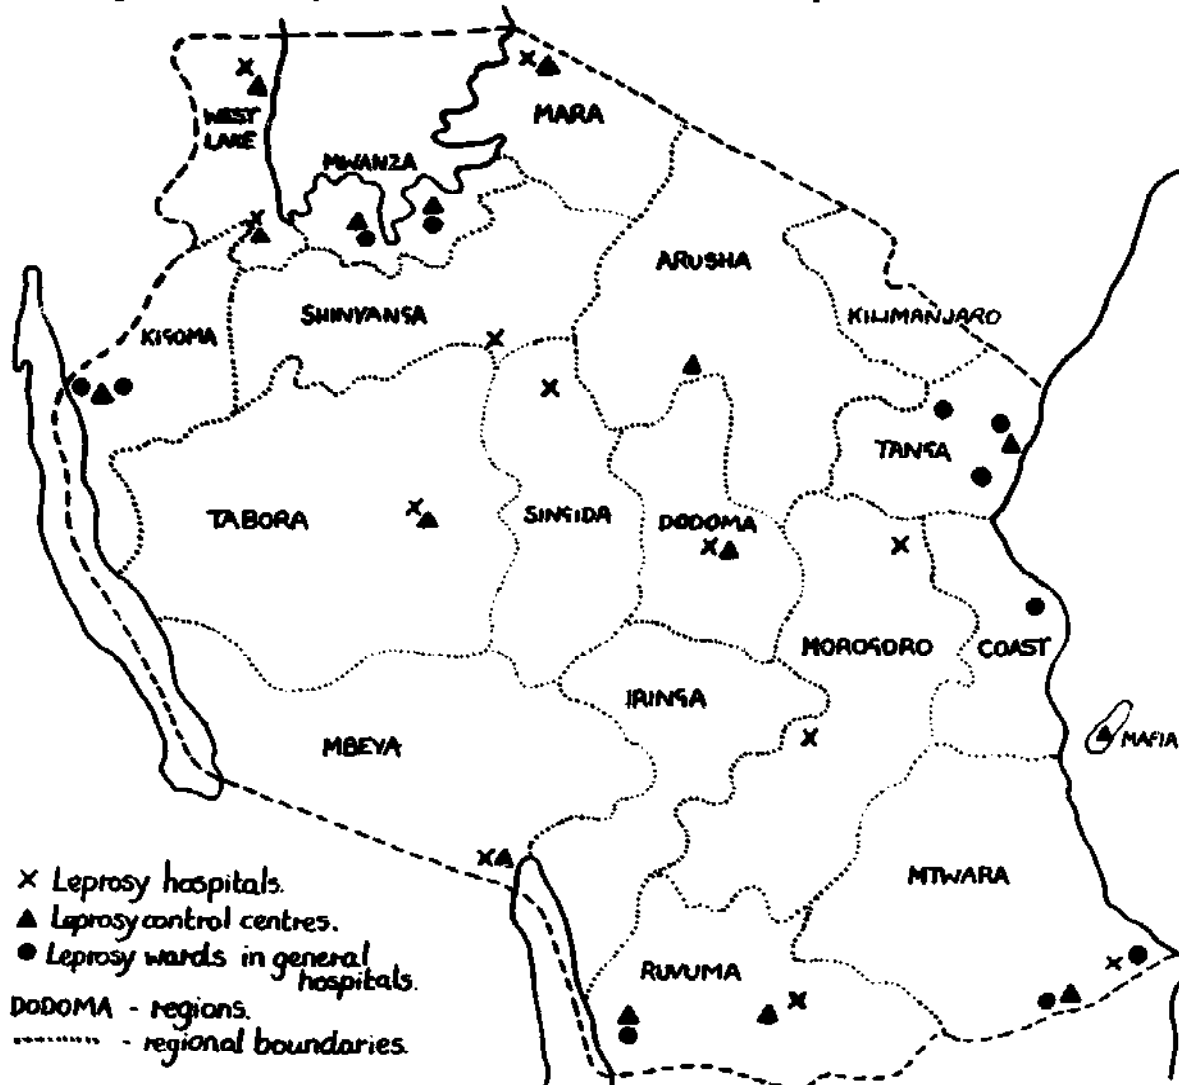 MARA
WEST
LAKE
MWANZA
ARUSHA
SHINYANGA
KILIMANJARO
KIGOMA
TANGA
TABORA
SINGIDA
DODOMA
MOROGORO
COAST
IRINGA
MBEYA
MAFIA
MTWARA
RUVUMA
× Leprosy hospitals.
▲ Leprosy control centres.
● Leprosy wards in general
hospitals.
DODOMA - regions.
- regional boundaries.